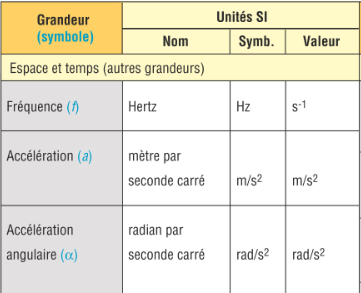 Grandeur Unités SI
(symbole) Nom Symb. Valeur
Espace et temps (autres grandeurs)
Fréquence (f) Hertz Hz s-1
Accélération (a) mètre par
seconde carré m/s2 m/s2
Accélération radian par
angulaire (α) seconde carré rad/s2 rad/s2